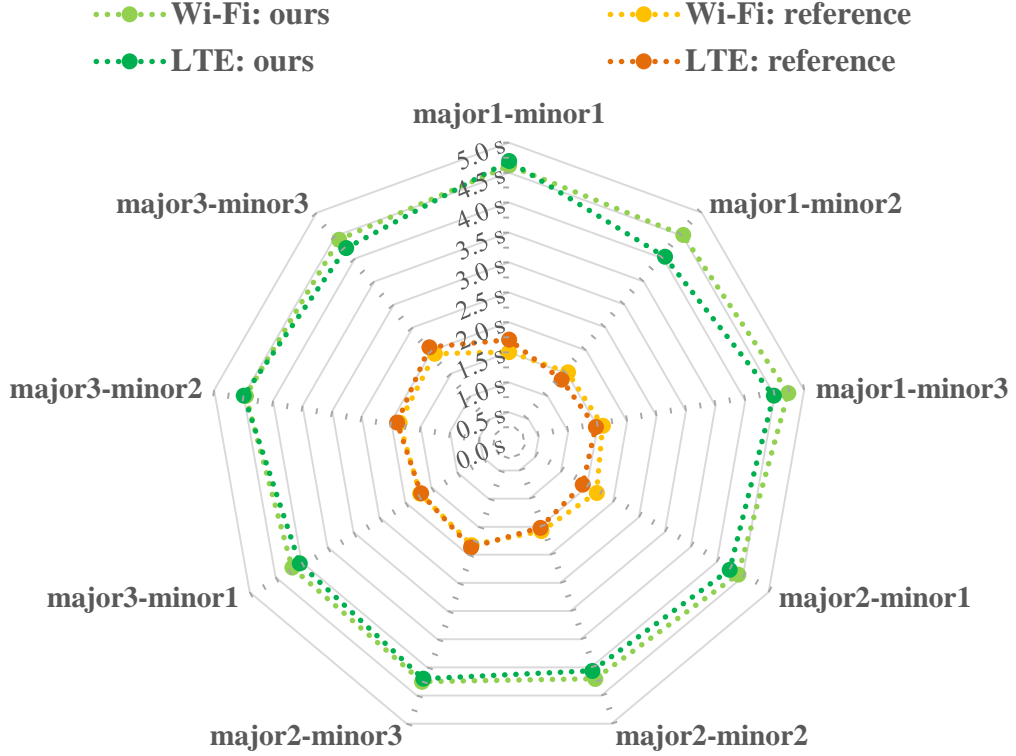 Wi-Fi: ours
Wi-Fi: reference
LTE: ours
LTE: reference
major1-minor1
5.0 s
4.5 s
4.0 s
3.5 s
3.0 s
2.5 s
2.0 s
1.5 s
1.0 s
0.5 s
0.0 s
major3-minor3
major1-minor2
major3-minor2
major1-minor3
major3-minor1
major2-minor1
major2-minor3
major2-minor2